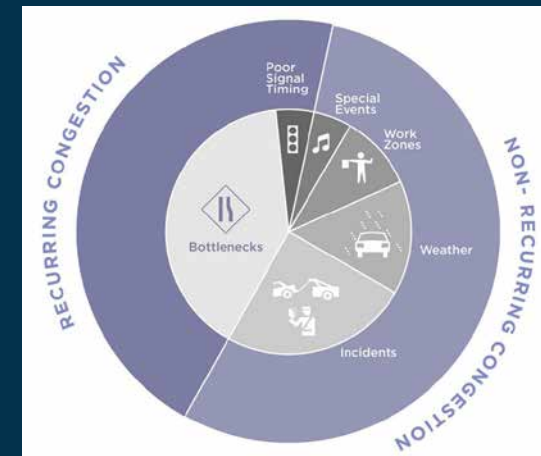 RECURRING CONGESTION
Poor
Signal
Timing
Special
Events
Work
Zones
Weather
Incidents
Bottlenecks
NON- RECURRING CONGESTION